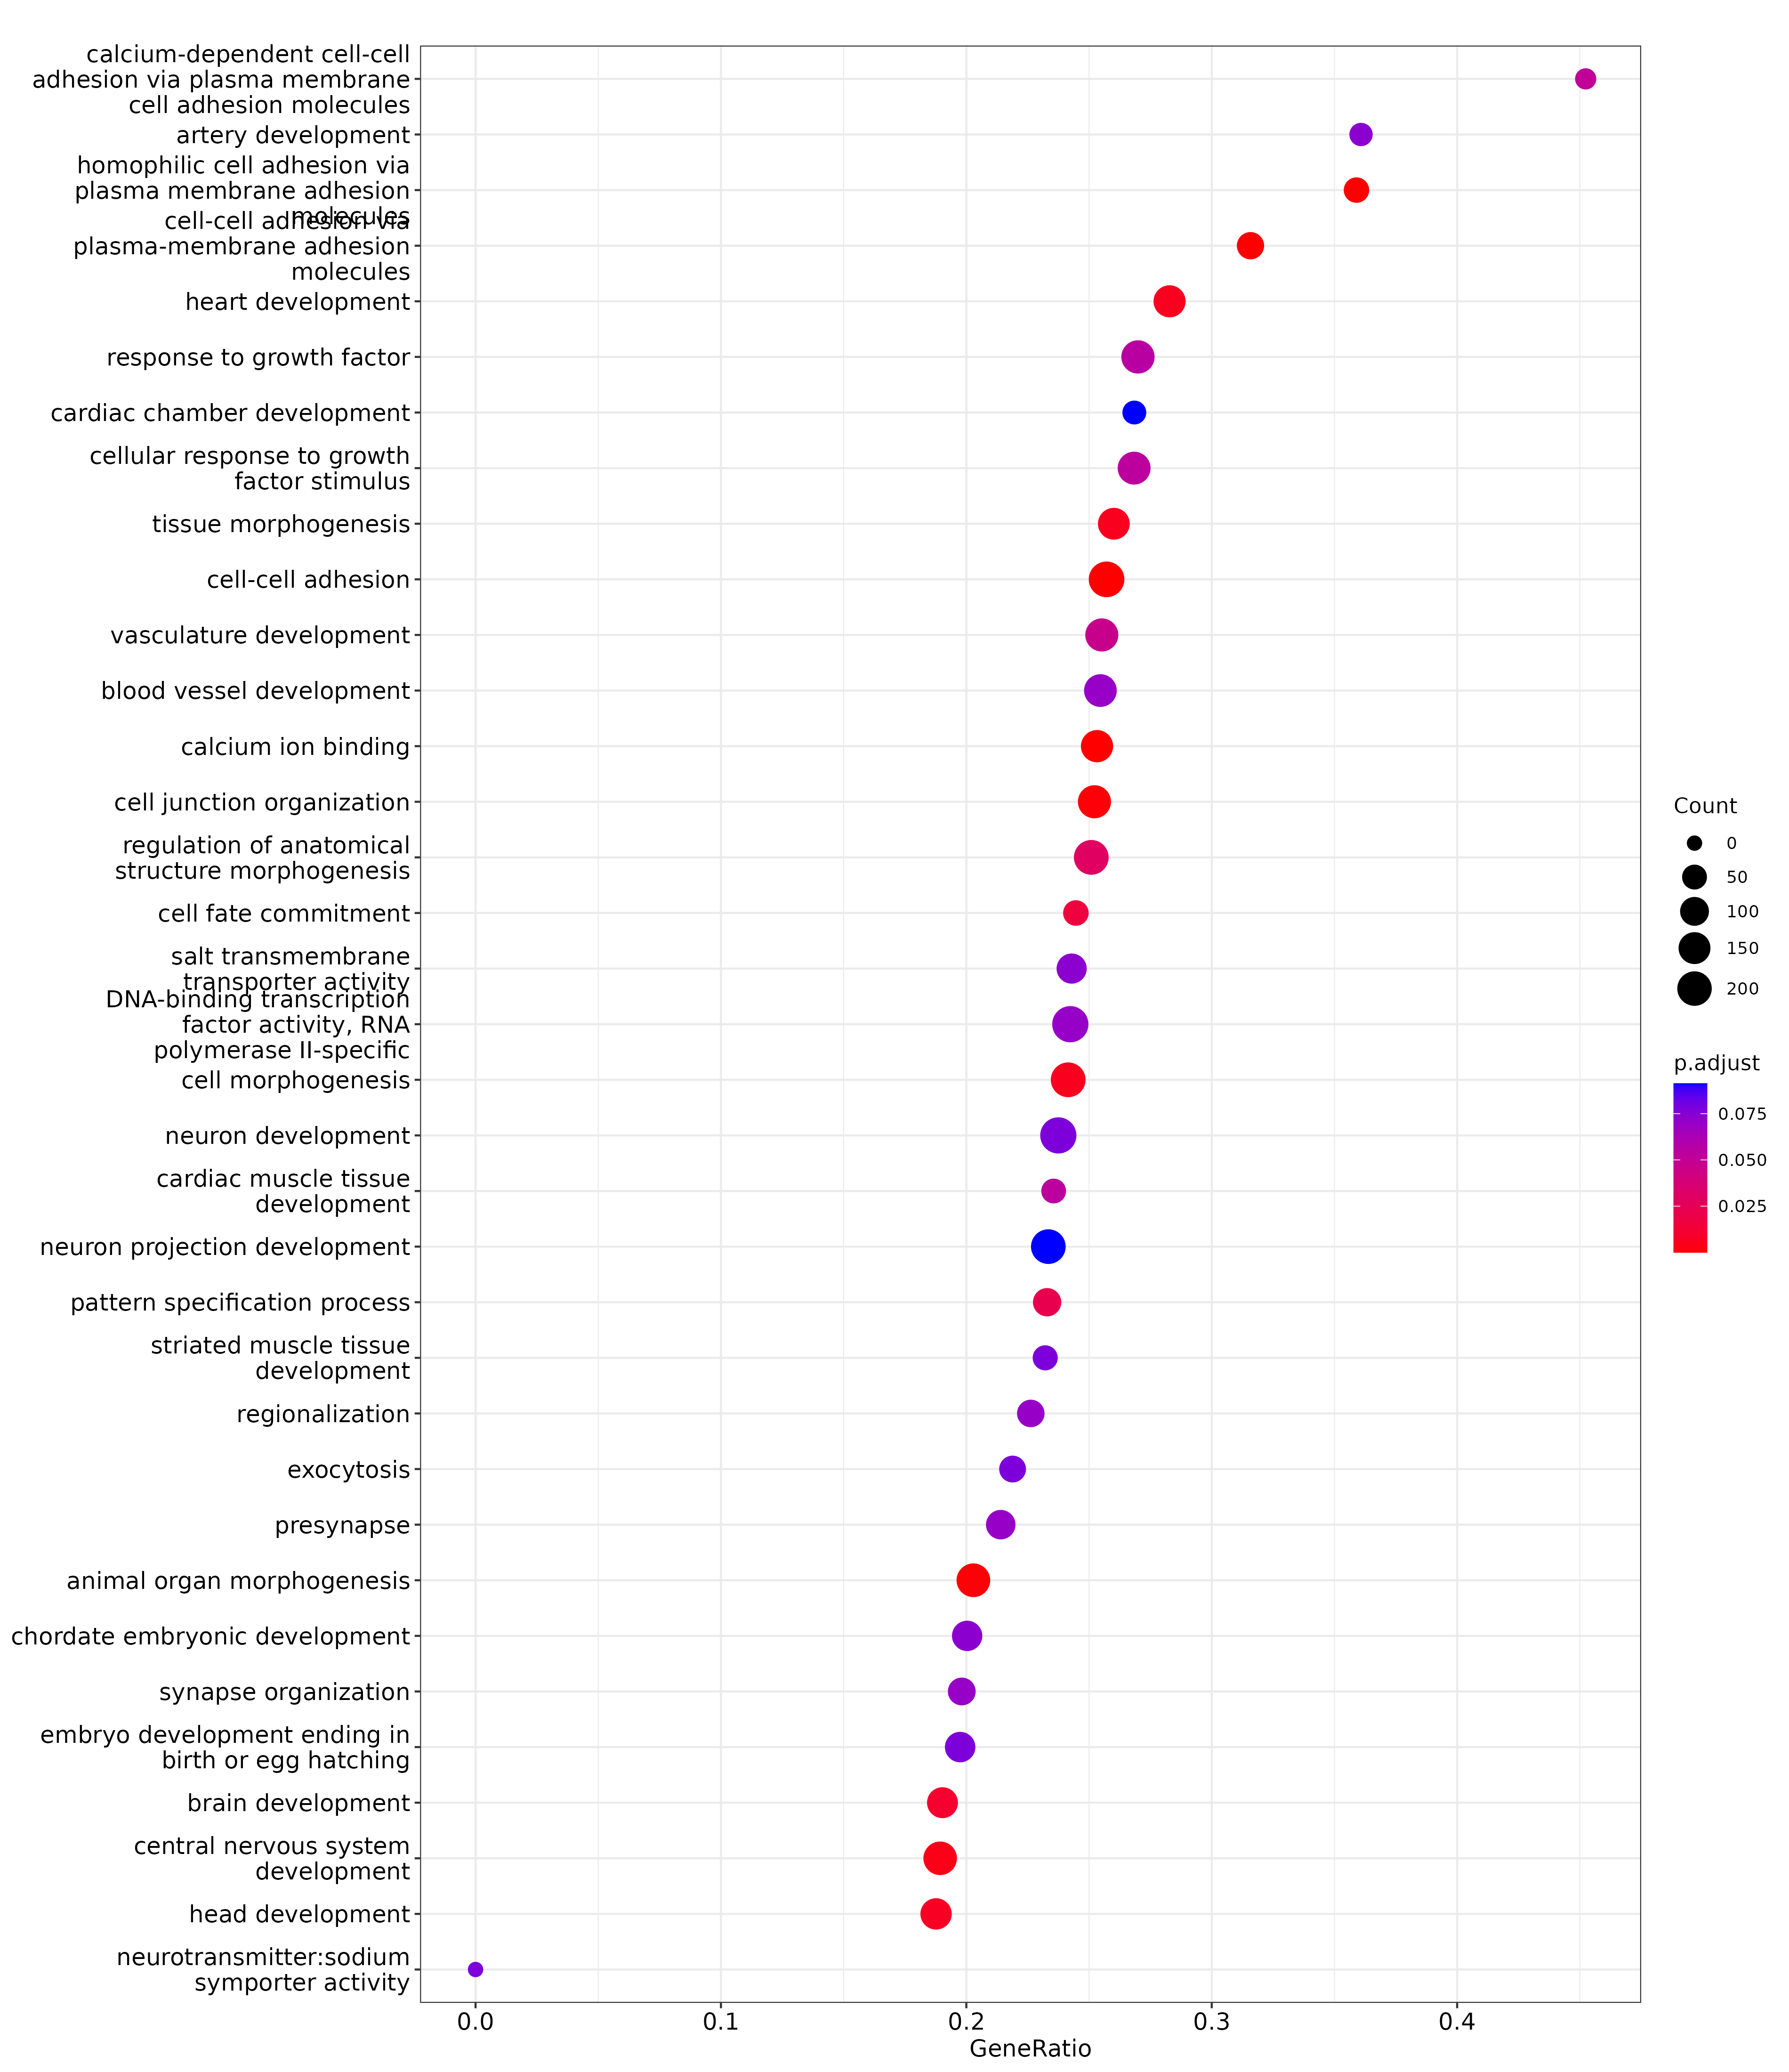 calcium-dependent cell-cell
adhesion via plasma membrane
cell adhesion molecules
artery development
homophilic cell adhesion via
plasma membrane adhesion
molecules
cell-cell adhesion via
plasma-membrane adhesion
molecules
heart development
response to growth factor
cardiac chamber development
cellular response to growth
factor stimulus
tissue morphogenesis
cell-cell adhesion
vasculature development
blood vessel development
calcium ion binding
cell junction organization
regulation of anatomical
structure morphogenesis
cell fate commitment
salt transmembrane
transporter activity
DNA-binding transcription
factor activity, RNA
polymerase II-specific
cell morphogenesis
neuron development
cardiac muscle tissue
development
neuron projection development
pattern specification process
striated muscle tissue
development
regionalization
exocytosis
presynapse
animal organ morphogenesis
chordate embryonic development
synapse organization
embryo development ending in
birth or egg hatching
brain development
central nervous system
development
head development
neurotransmitter:sodium
symporter activity
0.0 0.1 0.2 0.3 0.4
GeneRatio
Count
0
50
100
150
200
p.adjust
0.075
0.050
0.025